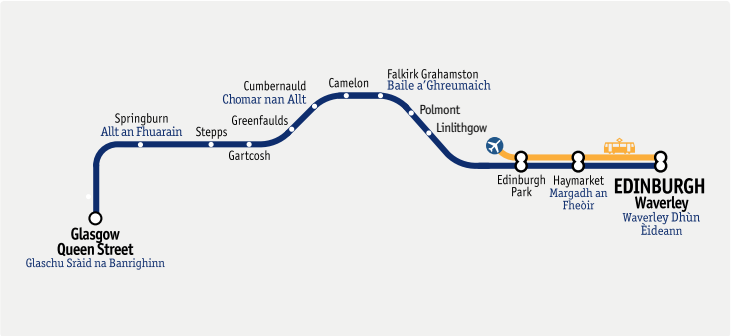 Glasgow
Queen Street
Glaschu Sràid na Banrighinn
Springburn
Allt an Fhuarain
Stepps
Gartcosh
Greenfaulds
Cumbernauld
Chomar nan Allt
Camelon
Falkirk Grahamston
Baile a'Ghreumaich
Polmont
Linlithgow
Edinburgh
Park
Haymarket
Margadh an
Fheòir
EDINBURGH
Waverley
Waverley Dhùn
Èideann